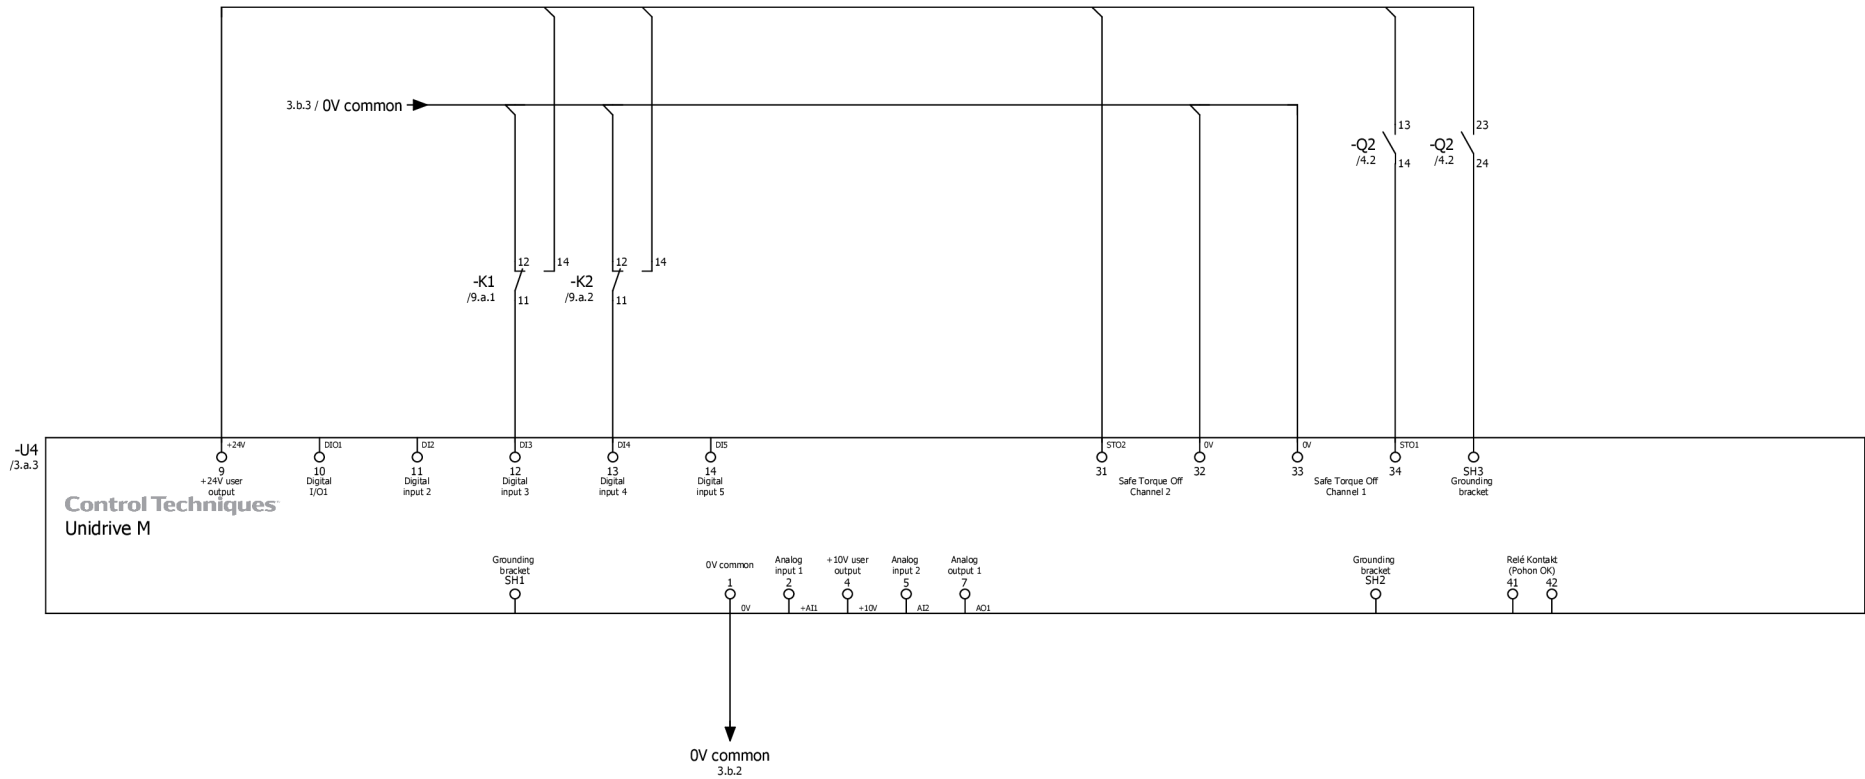 3.b.3 / 0V common
13
23
-Q2
/4.2
14
-Q2
/4.2
24
12
14
-K1
/9.a.1
11
12
14
-K2
/9.a.2
11
-U4
/3.a.3
+24V
DIO1
DI2
DI3
DI4
DI5
STO2
0V
0V
STO1
9
10
11
12
13
14
31
32
33
34
SH3
+24V user
output
Digital
I/O1
Digital
input 2
Digital
input 3
Digital
input 4
Digital
input 5
Safe Torque Off
Channel 2
Safe Torque Off
Channel 1
Grounding
bracket
Control Techniques
Unidrive M
Grounding
bracket
SH1
0V common
1
Analog
input 1
2
+10V user
output
4
Analog
input 2
5
Analog
output 1
7
Grounding
bracket
SH2
Relé Kontakt
(Pohon OK)
41
42
0V
+AI1
+10V
AI2
AO1
0V common
3.b.2